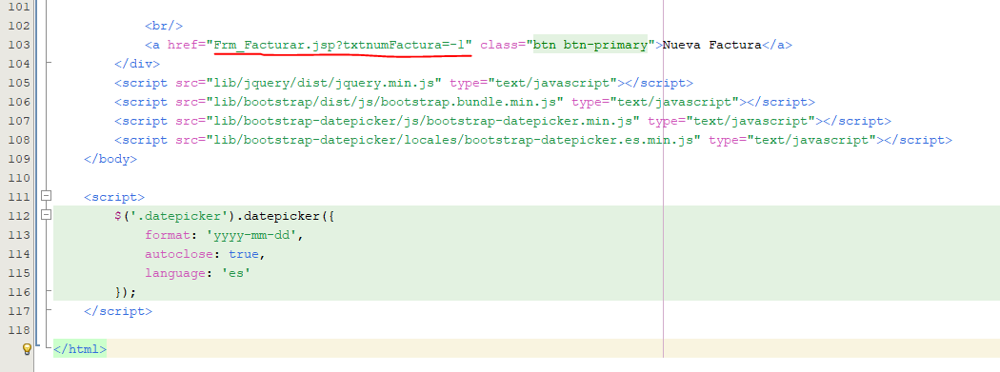 101
102 <br/>
103 <a href="Frm_Facturar.jsp?txtnumFactura=-1" class="btn btn-primary">Nueva Factura</a>
104 </div>
105 <script src="lib/jquery/dist/jquery.min.js" type="text/javascript"></script>
106 <script src="lib/bootstrap/dist/js/bootstrap.bundle.min.js" type="text/javascript"></script>
107 <script src="lib/bootstrap-datepicker/js/bootstrap-datepicker.min.js" type="text/javascript"></script>
108 <script src="lib/bootstrap-datepicker/locales/bootstrap-datepicker.es.min.js" type="text/javascript"></script>
109 </body>
110
111 <script>
112 $('.datepicker').datepicker({
113 format: 'yyyy-mm-dd',
114 autoclose: true,
115 language: 'es'
116 });
117 </script>
118
</html>